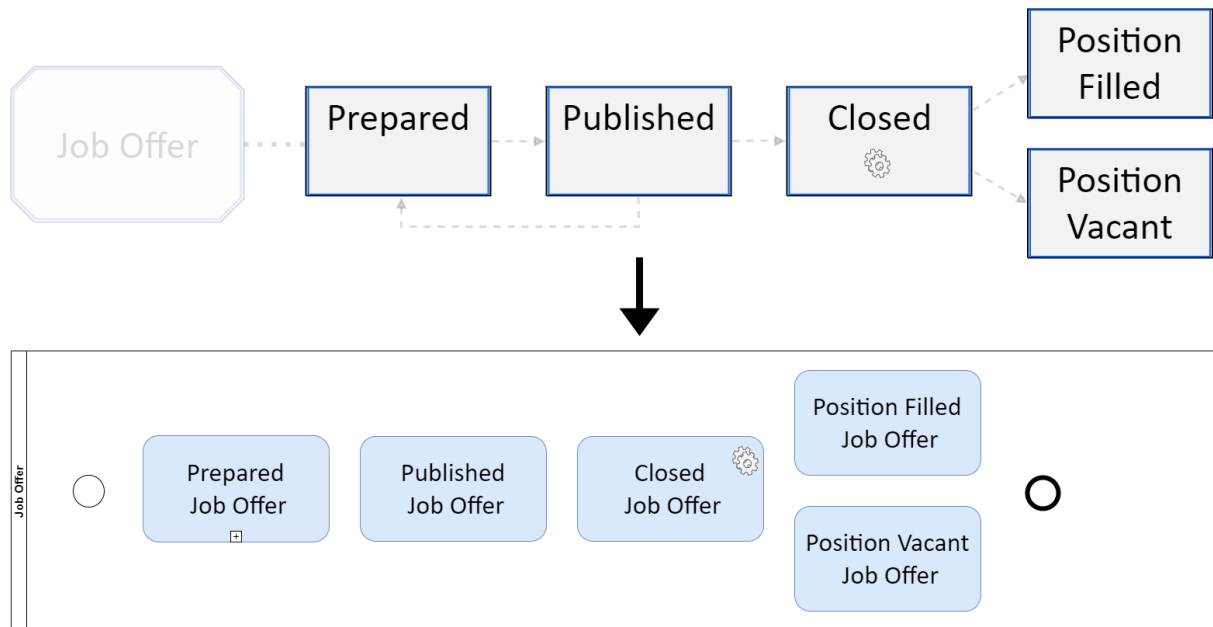 Job Offer
Prepared
Published
Closed
Position
Filled
Position
Vacant
Job Offer
Prepared
Job Offer
Published
Job Offer
Closed
Job Offer
Position Filled
Job Offer
Position Vacant
Job Offer